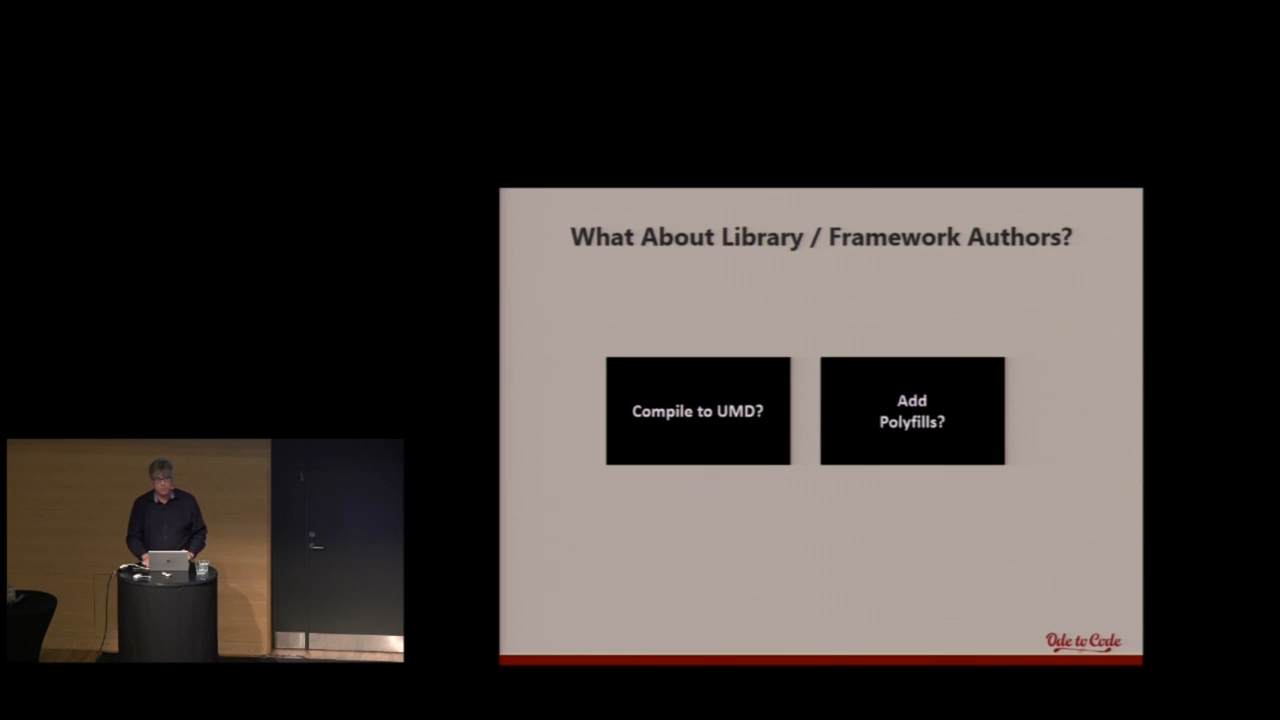 What About Library / Framework Authors?
Compile to UMD?
Add
Polyfills?
Ode to Code